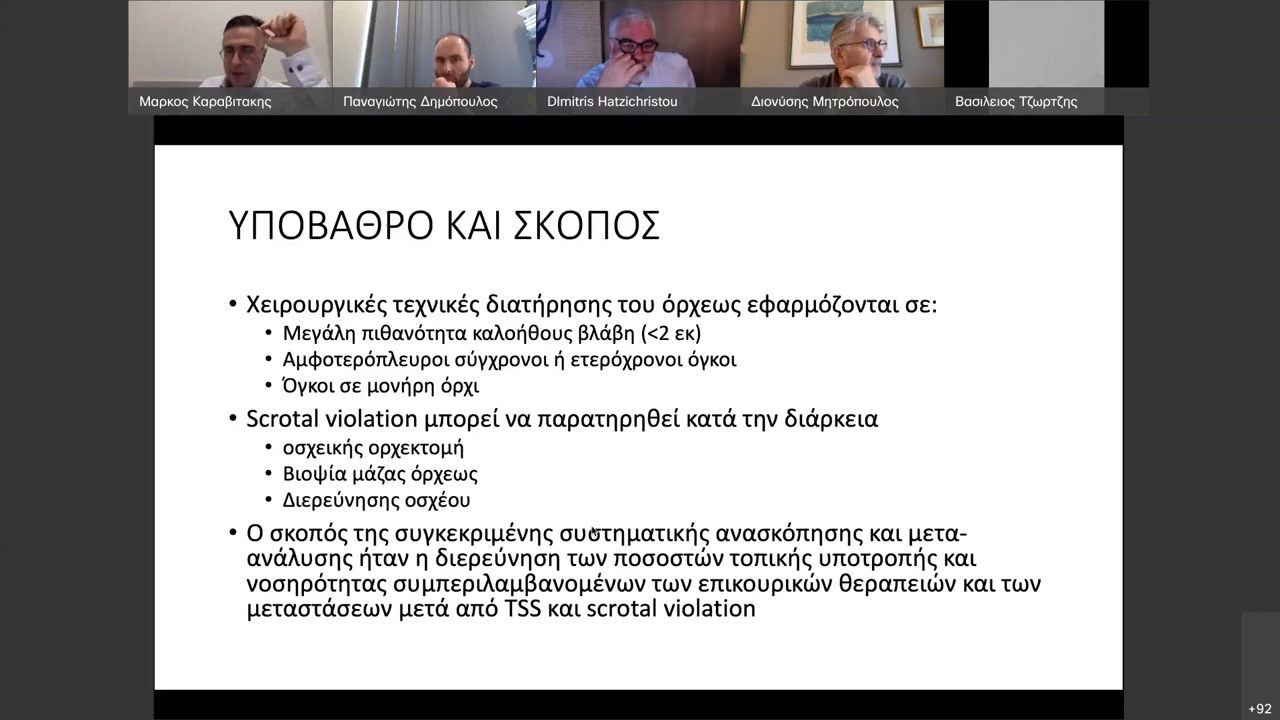 Μαρκος Καραβιτακης
Παναγιώτης Δημόπουλος
DImitris Hatzichristou
Διονύσης Μητρόπουλος
Βασιλειος Τζωρτζης
ΥΠΟΒΑΘΡΟ ΚΑΙ ΣΚΟΠΟΣ
• Χειρουργικές τεχνικές διατήρησης του όρχεως εφαρμόζονται σε:
• Μεγάλη πιθανότητα καλοήθους βλάβη (<2 εκ)
• Αμφοτερόπλευροι σύγχρονοι ή ετερόχρονοι όγκοι
• Όγκοι σε μονήρη όρχι
• Scrotal violation μπορεί να παρατηρηθεί κατά την διάρκεια
• οσχεικής ορχεκτομή
• Βιοψία μάζας όρχεως
• Διερεύνησης οσχέου
• Ο σκοπός της συγκεκριμένης συστηματικής ανασκόπησης και μετα-
ανάλυσης ήταν η διερεύνηση των ποσοστών τοπικής υποτροπής και
νοσηρότητας συμπεριλαμβανομένων των επικουρικών θεραπειών και των
μεταστάσεων μετά από TSS και scrotal violation
+92